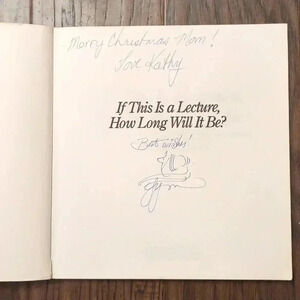 Merry Christmas Mom!
Love Kathy
If This Is a Lecture,
How Long Will It Be?
Best wishes!